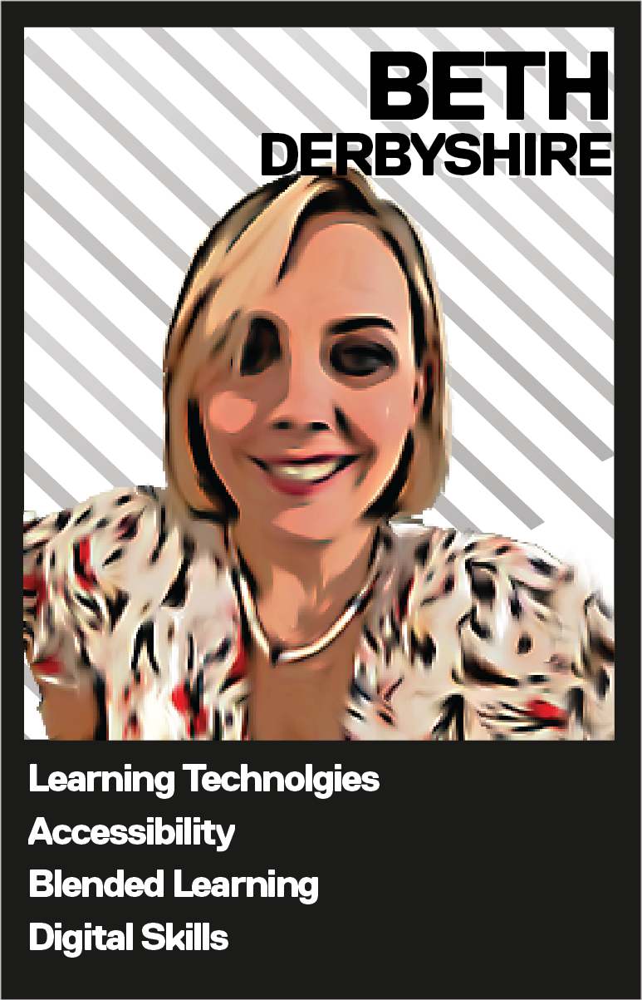 BETH
DERBYSHIRE
Learning Technolgies
Accessibility
Blended Learning
Digital Skills